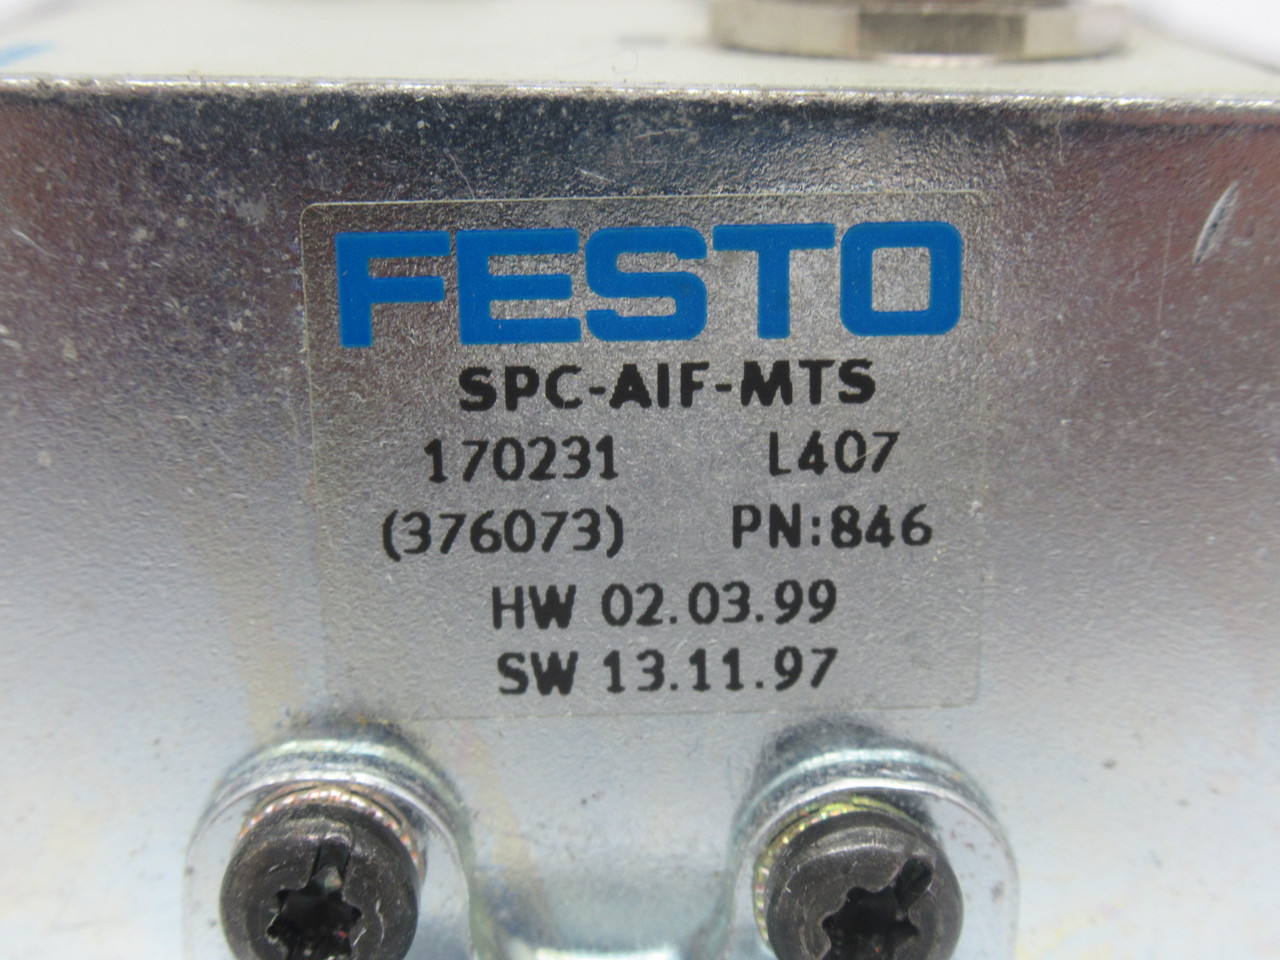 FESTO
SPC-AIF-MTS
170231 L407
(376073) PN:846
HW 02.03.99
SW 13.11.97